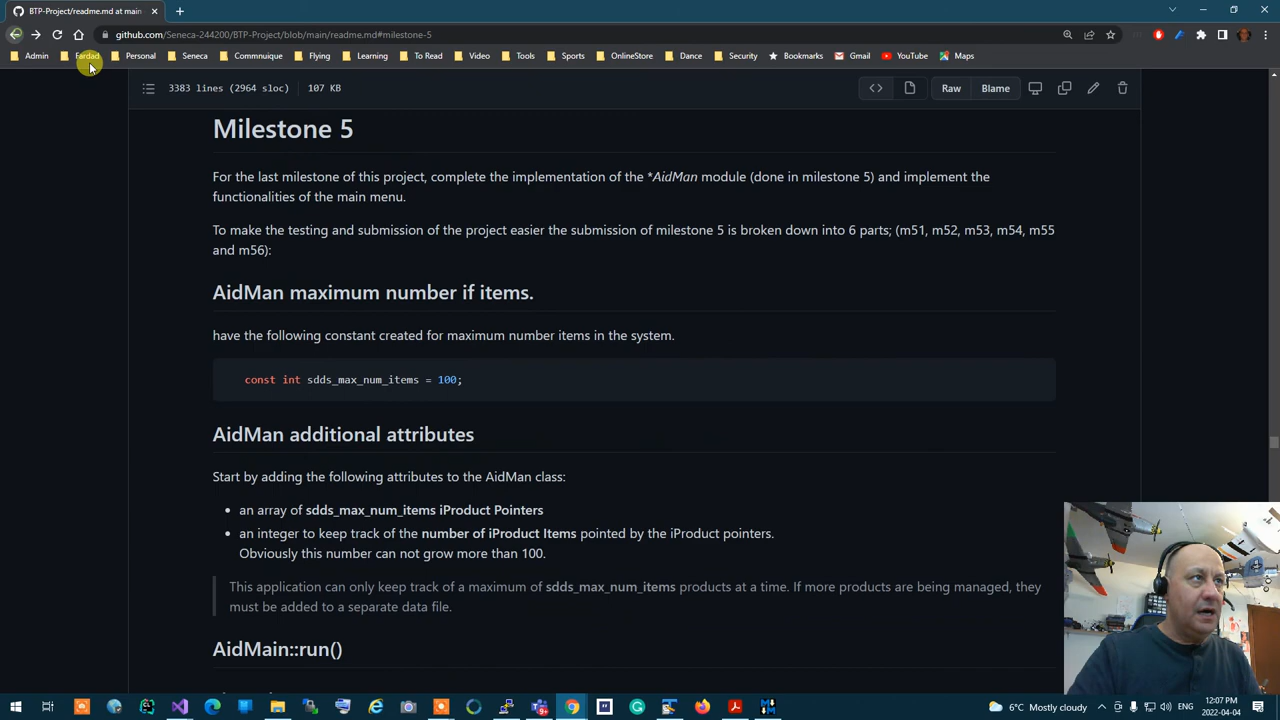 BTP-Project/readme.md at main
github.com/Seneca-244200/BTP-Project/blob/main/readme.md#milestone-5
Admin Fardad Personal Seneca Commnuique Flying Learning To Read Video Tools Sports OnlineStore Dance Security Bookmarks Gmail YouTube Maps
3383 lines (2964 sloc) 107 KB Raw Blame
Milestone 5
For the last milestone of this project, complete the implementation of the *AidMan module (done in milestone 5) and implement the
functionalities of the main menu.
To make the testing and submission of the project easier the submission of milestone 5 is broken down into 6 parts; (m51, m52, m53, m54, m55
and m56):
AidMan maximum number if items.
have the following constant created for maximum number items in the system.
const int sdds_max_num_items = 100;
AidMan additional attributes
Start by adding the following attributes to the AidMan class:
• an array of sdds_max_num_items iProduct Pointers
• an integer to keep track of the number of iProduct Items pointed by the iProduct pointers.
Obviously this number can not grow more than 100.
This application can only keep track of a maximum of sdds_max_num_items products at a time. If more products are being managed, they
must be added to a separate data file.
AidMain::run()
6°C Mostly cloudy ENG 12:07 PM
2022-04-04